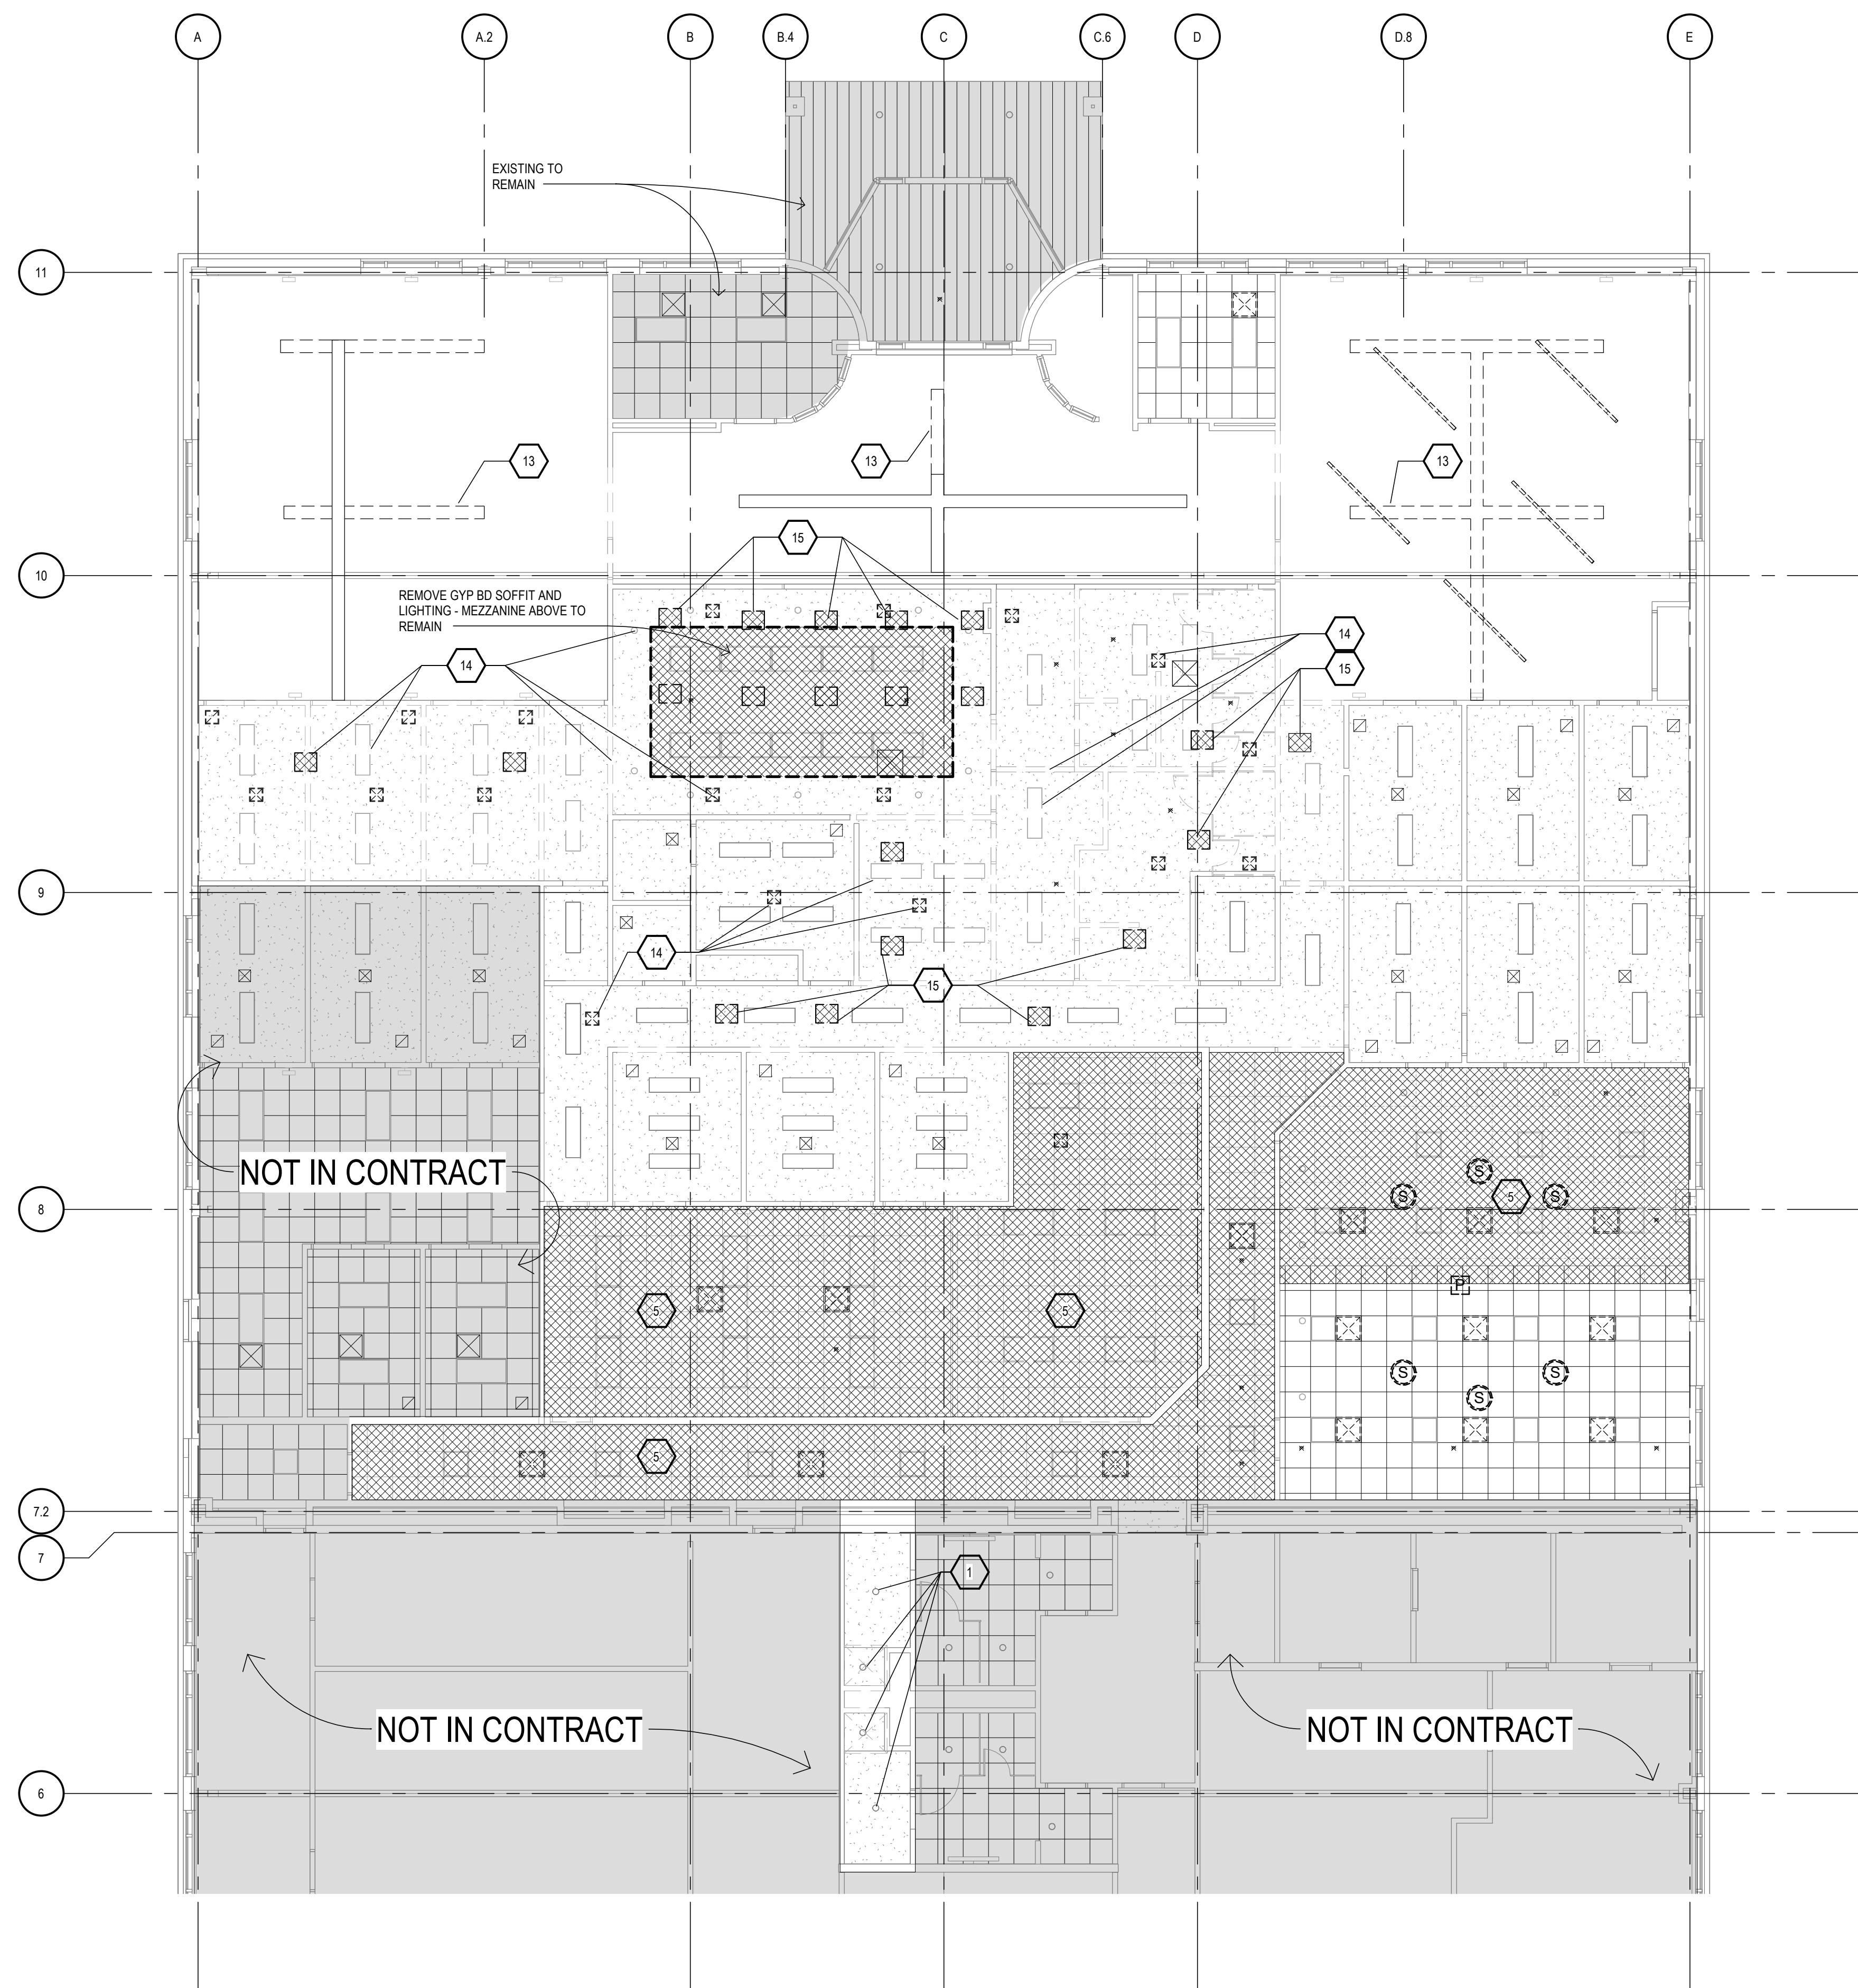 A
A.2
B
B.4
C
C.6
D
D.8
E
EXISTING TO
REMAIN
11
13
13
13
15
10
REMOVE GYP BD SOFFIT AND
LIGHTING - MEZZANINE ABOVE TO
REMAIN
14
14
15
9
14
15
NOT IN CONTRACT
8
S
S
5
S
P
5
5
S
S
S
5
7.2
7
1
NOT IN CONTRACT
NOT IN CONTRACT
6